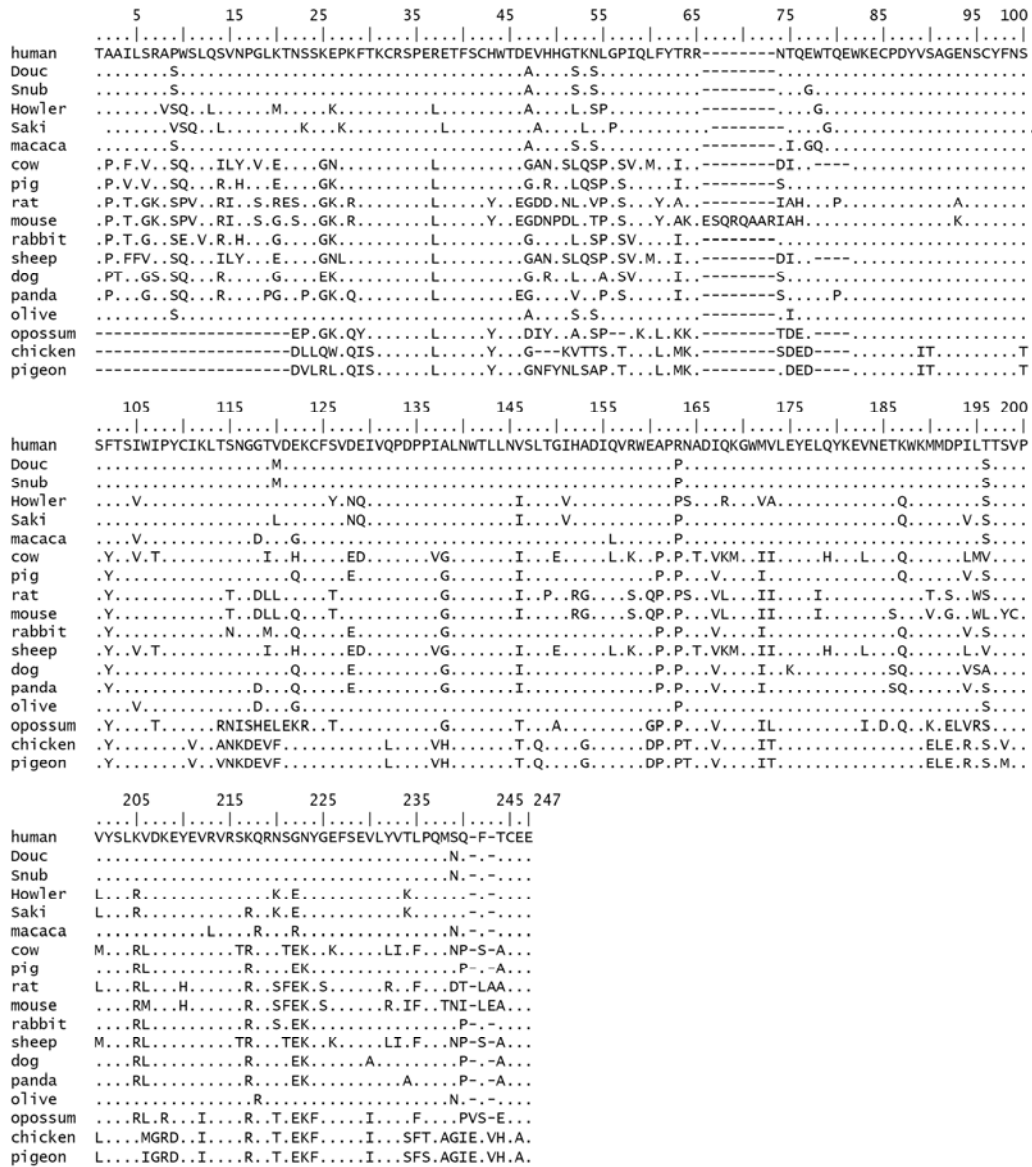 5 15 25 35 45 55 65 75 85 95 100
human TAAILSRAPWSLQSVNPGLKTNSSKEPKFTKCRSPERETFSCHWTDEVHHGTKNLGPIQLFYTRR--------NTQEWTQEWKECPDYVSAGENSCYFNS
Douc ........S.....................................A....S.S...........--------..........................
Snub ........S.....................................A....S.S...........--------...G......................
Howler .......VSQ..L......M.....K..........L.........A....S.SP..........--------....G.....................
Saki .......VSQ...L........K...K..........L.........A....L..P.........--------.....G....................
macaca ........S.....................................A....S.S...........--------.I.GQ.....................
cow .P.F.V..SQ...ILY.V.E....GN..........L........GAN.SLQSP.SV.M..I...--------DI...----..................
pig .P.V.V..SQ...R.H...E....GK..........L........G.R..LQSP.S.....I...--------S..........................
rat .P.T.GK.SPV..RI...S.RES..GK.R.......L.....Y..EGDD..NL.VP.S...Y.A..--------IAH...P............A......
mouse .P.T.GK.SPV..RI...S.G.S..GK.R.......L.....Y..EGDNPDL.TP.S....Y.AK.ESQRQAARIAH................K......
rabbit .P.T.G..SE.V.R.H...G....GK..........L........G....L.SP.SV....I...--------..........................
sheep .P.FFV..SQ...ILY...E....GNL.........L........GAN.SLKSP.SV.M..I...--------DI...----..................
dog .PT..GS.SQ...R.....G....EK..........L........G.R..L..A.SV....I...--------S..........................
panda .P...G..SQ...R....PG..P.GK.Q........L.......EG....V..P.S.....I...--------S.....P....................
olive ........S.....................................A....S.S...........--------.I........................
opossum ---------------------EP.GK.QY.......L.....Y...DIY..A.SP--..K.L.KK.--------TDE..----..................
chicken ---------------------DLLQW.QIS......L.....Y...G---KVTTS.T...L.MK.--------SDED----.......IT..........T
pigeon ---------------------DVLRL.QIS......L.....Y...GNFYNLSAP.T...L.MK.--------.DED----.......IT..........T
105 115 125 135 145 155 165 175 185 195 200
human SFTSIWIPYCIKLTSNGGTVDEKCFSVDEIVQPDPPIALNWTLLNVSLTGIHADIQVRWEAPRNADIQKGWMVLEYELQYKEVNETKWKMMDPILTTSVP
Douc ...................M..........................................P................................S....
Snub ...................M..........................................P................................S....
Howler ....V....................Y.NQ................I.....V..........PS...R....VA.............Q........S....
Saki ...................L.......NQ................I.....V..........P.......................Q......V.S....
macaca ....V............D...G.................................L......P................................S....
cow .Y..V.T...........I..H.....ED.......VG.......I...E.....L.K..P.P.T.VKM...II.....H...L..Q......LMV....
pig .Y...................Q.....E.........G.......I..............P.P...V.....I.............Q......V.S....
rat .Y............T..DLL.....T...........G.......I..P..RG....S.QP.PS..VL....II.....I..........T.S..WS....
mouse .Y............T..DLL.Q...T...........G.......I.....RG....S.QP.P...VL....II.....I......S...V.G..WL..YC
rabbit .Y............N...M..Q.....E.........G.......I..............P.P...V.....I.............Q......V.S....
sheep .Y..V.T...........I..H.....ED.......VG.......I...E.....L.K..P.P.T.VKM...II.....H...L..Q......L.V....
dog .Y...................Q.....E.........G.......I..............P.P...V.....I..K.........SQ......VSA....
panda .Y...............D...Q.....E.........G.......I..............P.P...V.....I............SQ......V.S....
olive ....V............D...G........................................P................................S....
opossum .Y....T......RNISHELEKR..T...........G.......T...A.........GP.P...V....IL..........I.D.Q..K.ELVRS....
chicken .Y........V..ANKDEVF...........L....VH.......T.Q....G......DP.PT..V....IT................ELE.R.S.V..
pigeon .Y........V..VNKDEVF...........L....VH.......T.Q....G......DP.P...V....IT................ELE.R.S.M..
205 215 225 235 245 247
human VYSLKVDKEYEVRVRSKQRNSGNYGEFSEVLYVTLPQMSQ-F-TCEE
Douc ......................................N.-.-....
Snub ......................................N.-.-....
Howler L...R..............K.E...........K......-.-....
Saki L...R...........R..K.E...........K......-.-....
macaca ............L....R...R................N.-.-....
cow M...RL.........TR...TEK...K.....LI.F...NP-S-A...
pig ....RL..........R....EK................P-.-A...
rat L...RL...H......R..SFEK..S......R..F...DT-LAA...
mouse ....RM...H......R..SFEK..S......R.IF..TNI-LEA...
rabbit ....RL..........R..S.EK................P-.-....
sheep M...RL.........TR...TEK...K.....LI.F...NP-S-A...
dog ....RL..........R....EK.......A........P-.-A...
panda ....RL..........R....EK...........A....P-.-A...
olive .................R....................N.-.-....
opossum ....RL.R...I....R..T.EKF......I....F....PVS-E...
chicken L....MGRD..I....R..T.EKF......I...SFT.AGIE.VH.A.
pigeon L....IGRD..I....R..T.EKF......I...SFS.AGIE.VH.A.